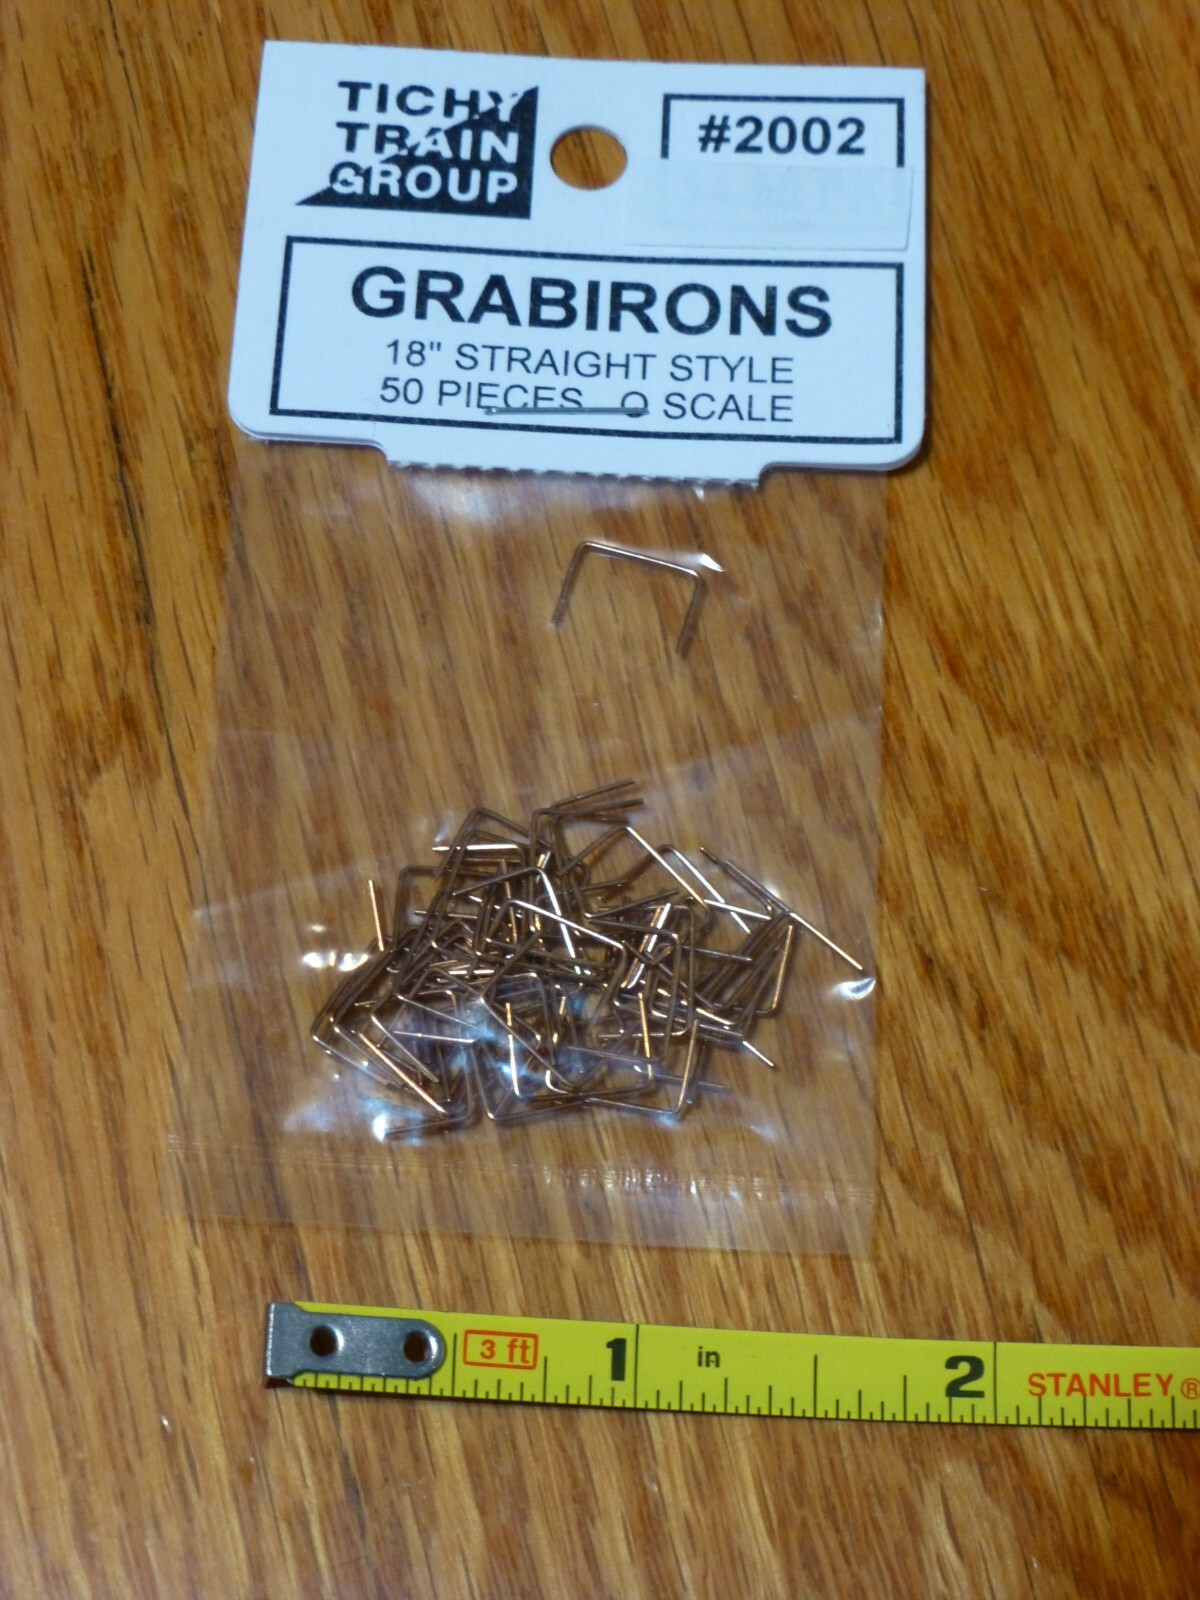 TICHY
TRAIN
GROUP
#2002
GRABIRONS
18" STRAIGHT STYLE
50 PIECES O SCALE
3 ft 1 in 2 STANLEY®